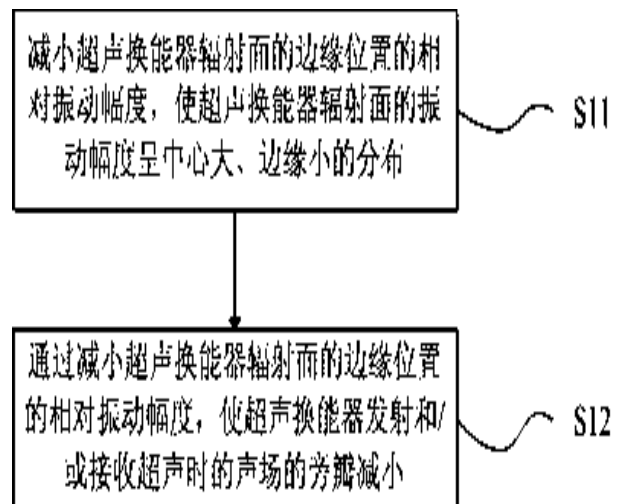 减小超声换能器辐射面的边缘位置的相
对振动幅度，使超声换能器辐射面的振
动幅度呈中心大、边缘小的分布
S11
通过减小超声换能器辐射面的边缘位置
的相对振动幅度，使超声换能器发射和/
或接收超声时的声场的旁瓣减小
S12